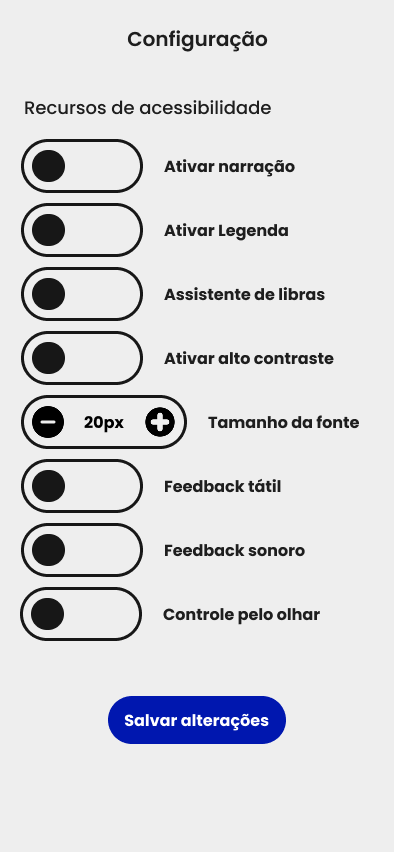 Configuração
Recursos de acessibilidade
Ativar narração
Ativar Legenda
Assistente de libras
Ativar alto contraste
20px Tamanho da fonte
Feedback tátil
Feedback sonoro
Controle pelo olhar
Salvar alterações